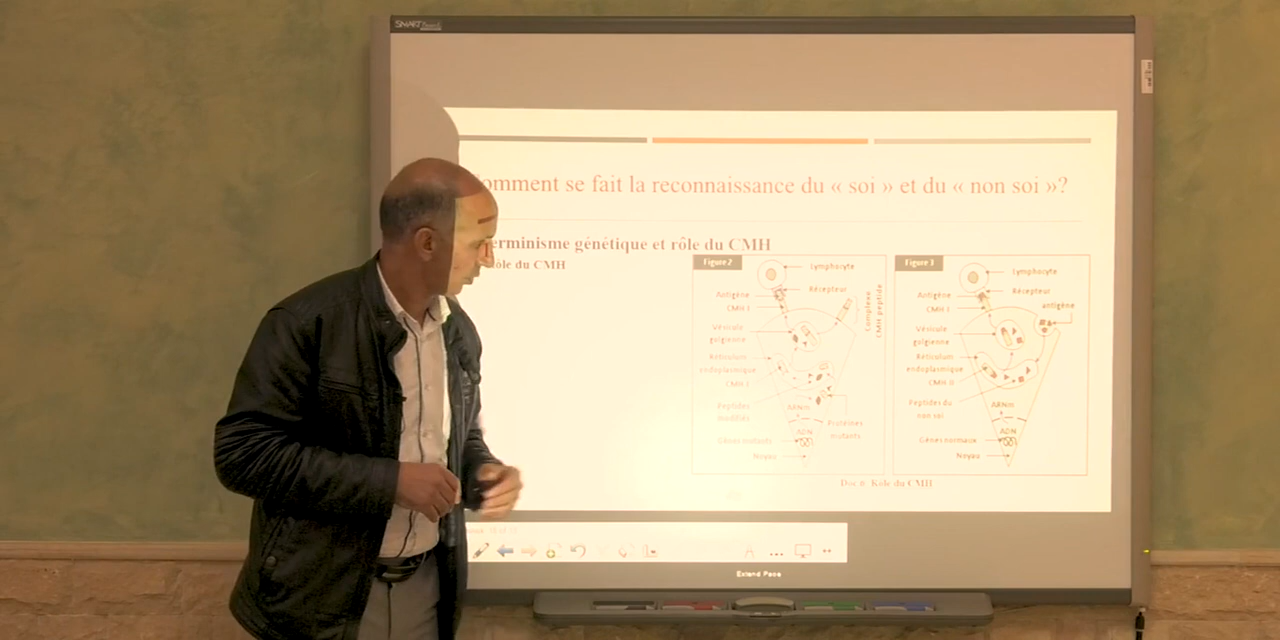 SMART Board
omment se fait la reconnaissance du « soi » et du « non soi »?
erminisme génétique et rôle du CMH
ôle du CMH
Figure 2
Lymphocyte
Récepteur
Antigène
CMH I
Complexe
CMH peptide
Vésicule
golgienne
Réticulum
endoplasmique
CMH I
Peptides
modifiés
ARNm
Protéines
mutants
ADN
Gènes mutants
Noyau
Figure 3
Lymphocyte
Récepteur
Antigène
antigène
CMH I
Vésicule
golgienne
Réticulum
endoplasmique
CMH II
Peptides du
non soi
ARNm
ADN
Gènes normaux
Noyau
Doc 6 Rôle du CMH
Extend Page